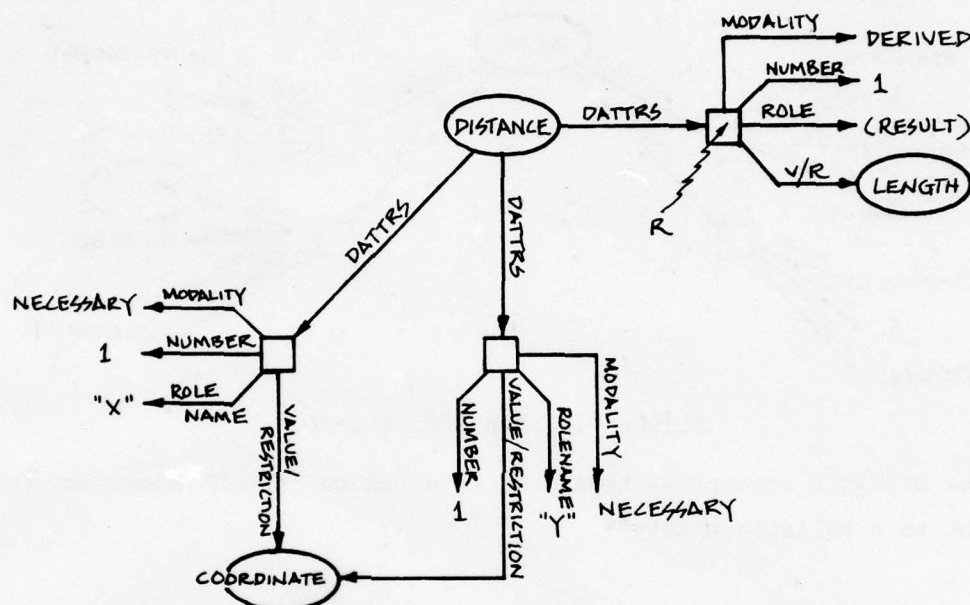 MODALITY
DERIVED
NUMBER
1
DISTANCE
DATTRS
ROLE
(RESULT)
V/R
LENGTH
R
DATTRS
DATTRS
NECESSARY
MODALITY
1
NUMBER
"X"
ROLE
NAME
VALUE/
RESTRICTION
NUMBER
VALUE/RESTRICTION
ROLENAME
MODALITY
1
"Y"
NECESSARY
COORDINATE